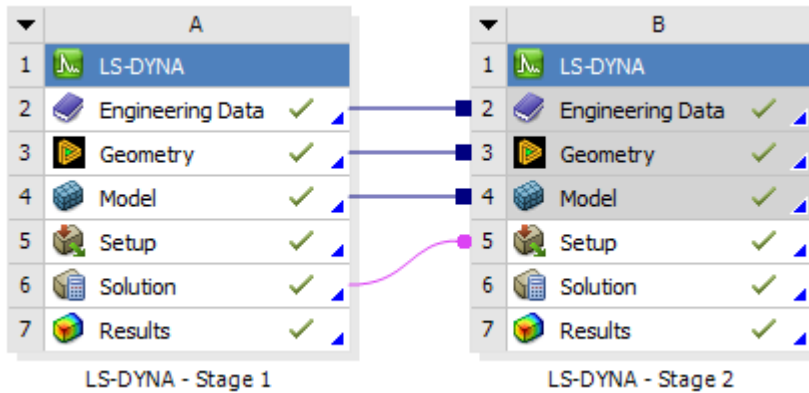 A
1 LS-DYNA
2 Engineering Data
3 Geometry
4 Model
5 Setup
6 Solution
7 Results
LS-DYNA - Stage 1
B
1 LS-DYNA
2 Engineering Data
3 Geometry
4 Model
5 Setup
6 Solution
7 Results
LS-DYNA - Stage 2